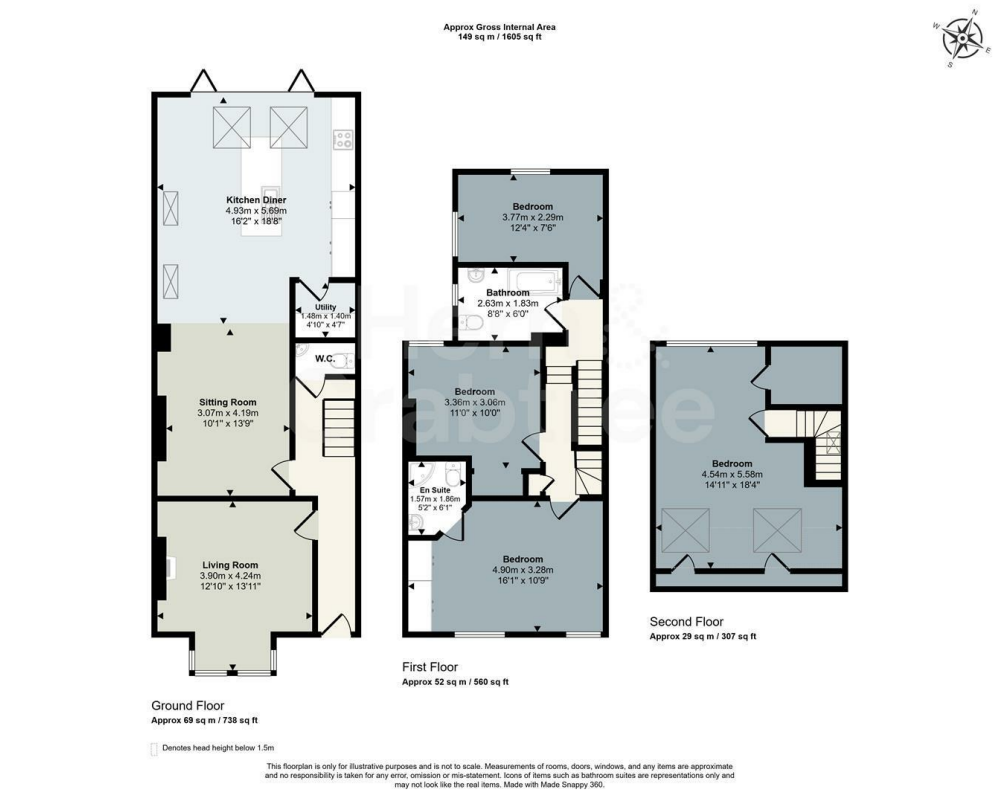 Approx Gross Internal Area
149 sq m / 1605 sq ft
N
W
E
S
Kitchen Diner
4.93m x 5.69m
16'2" x 18'8"
Utility
1.48m x 1.40m
4'10" x 4'7"
W.C.
Sitting Room
3.07m x 4.19m
10'1" x 13'9"
Living Room
3.90m x 4.24m
12'10" x 13'11"
Ground Floor
Approx 69 sq m / 738 sq ft
Bedroom
3.77m x 2.29m
12'4" x 7'6"
Bathroom
2.63m x 1.83m
8'8" x 6'0"
Bedroom
3.36m x 3.06m
11'0" x 10'0"
En Suite
1.57m x 1.86m
5'2" x 6'1"
Bedroom
4.90m x 3.28m
16'1" x 10'9"
First Floor
Approx 52 sq m / 560 sq ft
Bedroom
4.54m x 5.58m
14'11" x 18'4"
Second Floor
Approx 29 sq m / 307 sq ft
Denotes head height below 1.5m
This floorplan is only for illustrative purposes and is not to scale. Measurements of rooms, doors, windows, and any items are approximate
and no responsibility is taken for any error, omission or mis-statement. Icons of items such as bathroom suites are representations only and
may not look like the real items. Made with Made Snappy 360.
&
Crabtree